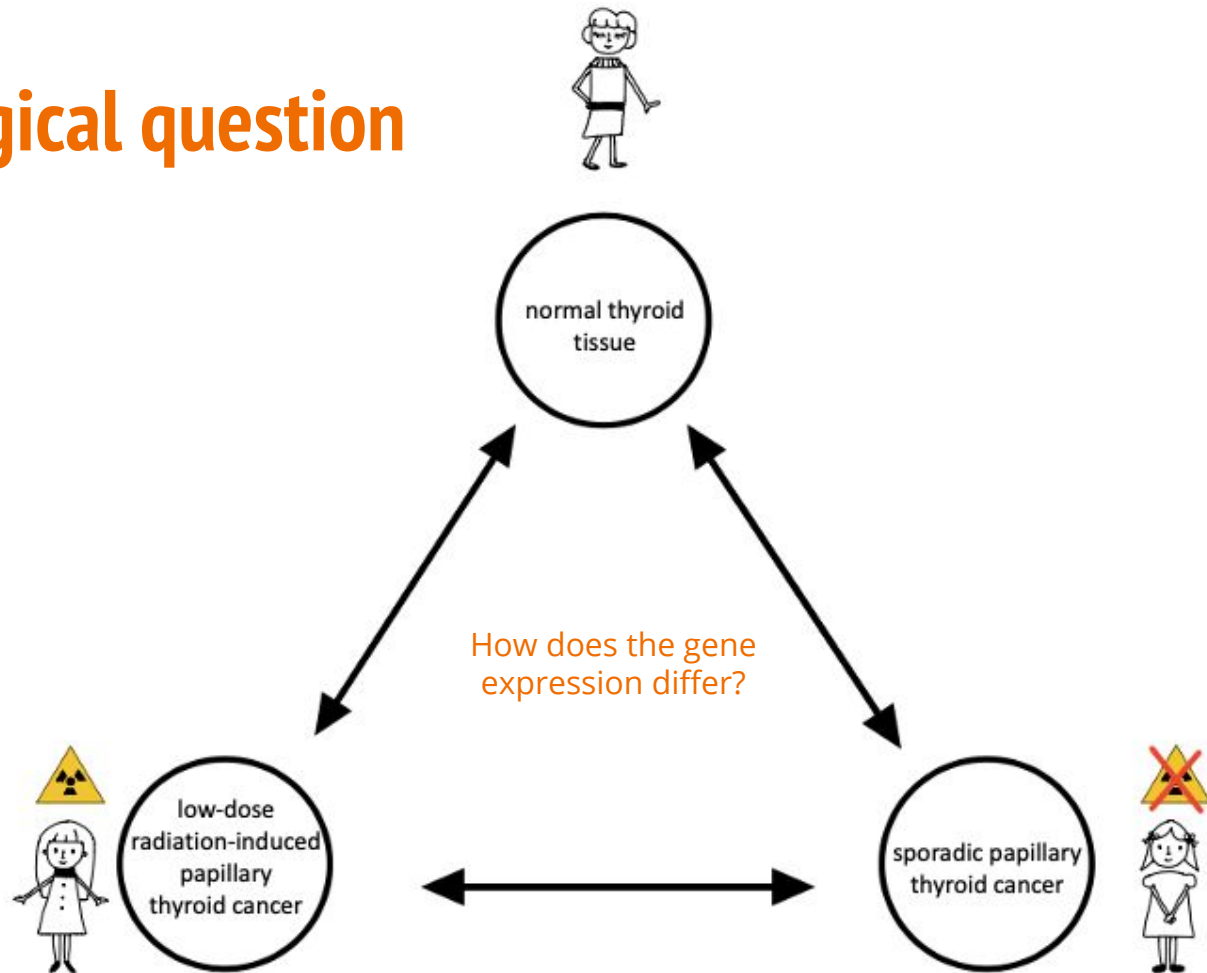 gical question
normal thyroid
tissue
How does the gene
expression differ?
low-dose
radiation-induced
papillary
thyroid cancer
sporadic papillary
thyroid cancer